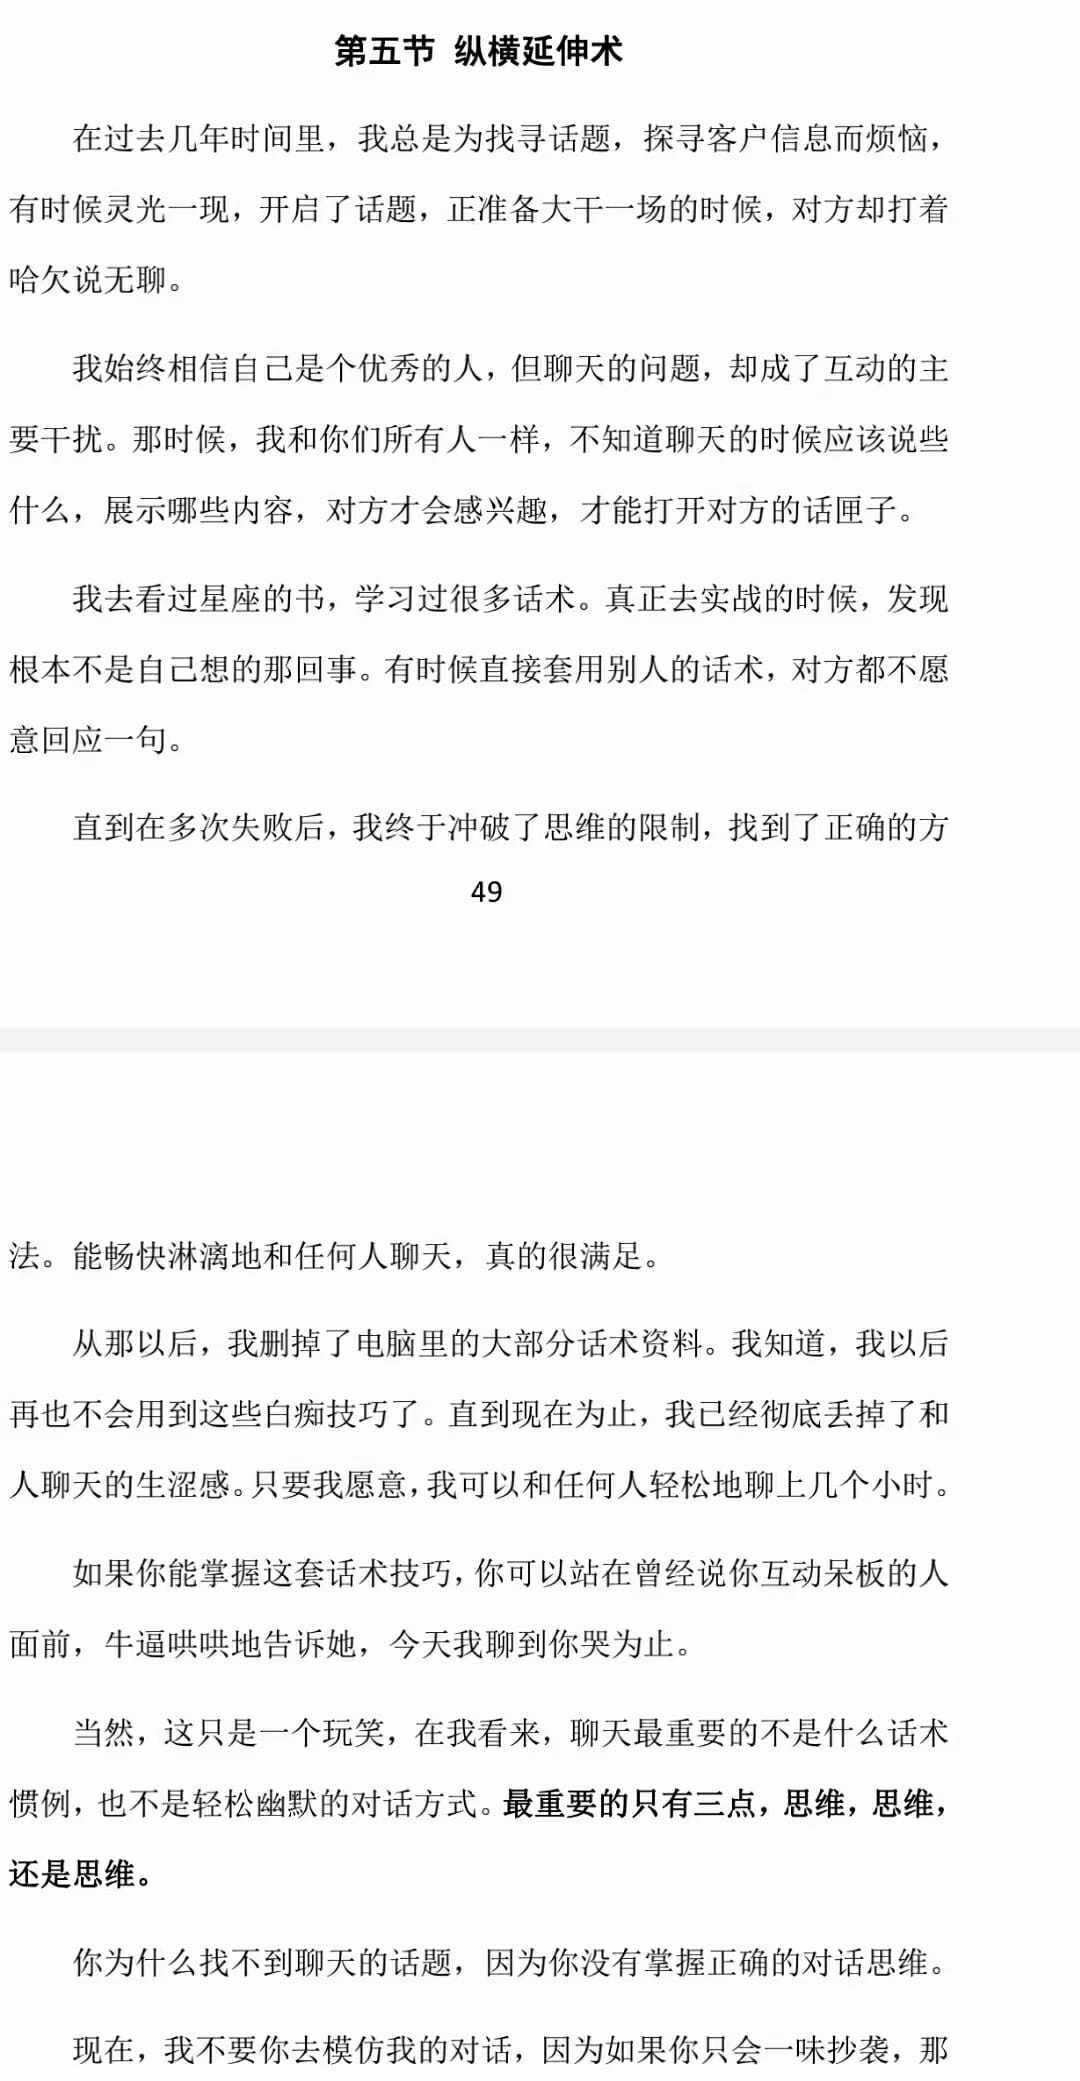 第五节 纵横延伸术
在过去几年时间里，我总是为找寻话题，探寻客户信息而烦恼，
有时候灵光一现，开启了话题，正准备大干一场的时候，对方却打着
哈欠说无聊。
我始终相信自己是个优秀的人，但聊天的问题，却成了互动的主
要干扰。那时候，我和你们所有人一样，不知道聊天的时候应该说些
什么，展示哪些内容，对方才会感兴趣，才能打开对方的话匣子。
我去看过星座的书，学习过很多话术。真正去实战的时候，发现
根本不是自己想的那回事。有时候直接套用别人的话术，对方都不愿
意回应一句。
直到在多次失败后，我终于冲破了思维的限制，找到了正确的方
49
法。能畅快淋漓地和任何人聊天，真的很满足。
从那以后，我删掉了电脑里的大部分话术资料。我知道，我以后
再也不会用到这些白痴技巧了。直到现在为止，我已经彻底丢掉了和
人聊天的生涩感。只要我愿意，我可以和任何人轻松地聊上几个小时。
如果你能掌握这套话术技巧，你可以站在曾经说你互动呆板的人
面前，牛逼哄哄地告诉她，今天我聊到你哭为止。
当然，这只是一个玩笑，在我看来，聊天最重要的不是什么话术
惯例，也不是轻松幽默的对话方式。最重要的只有三点，思维，思维，
还是思维。
你为什么找不到聊天的话题，因为你没有掌握正确的对话思维。
现在，我不要你去模仿我的对话，因为如果你只会一味抄袭，那